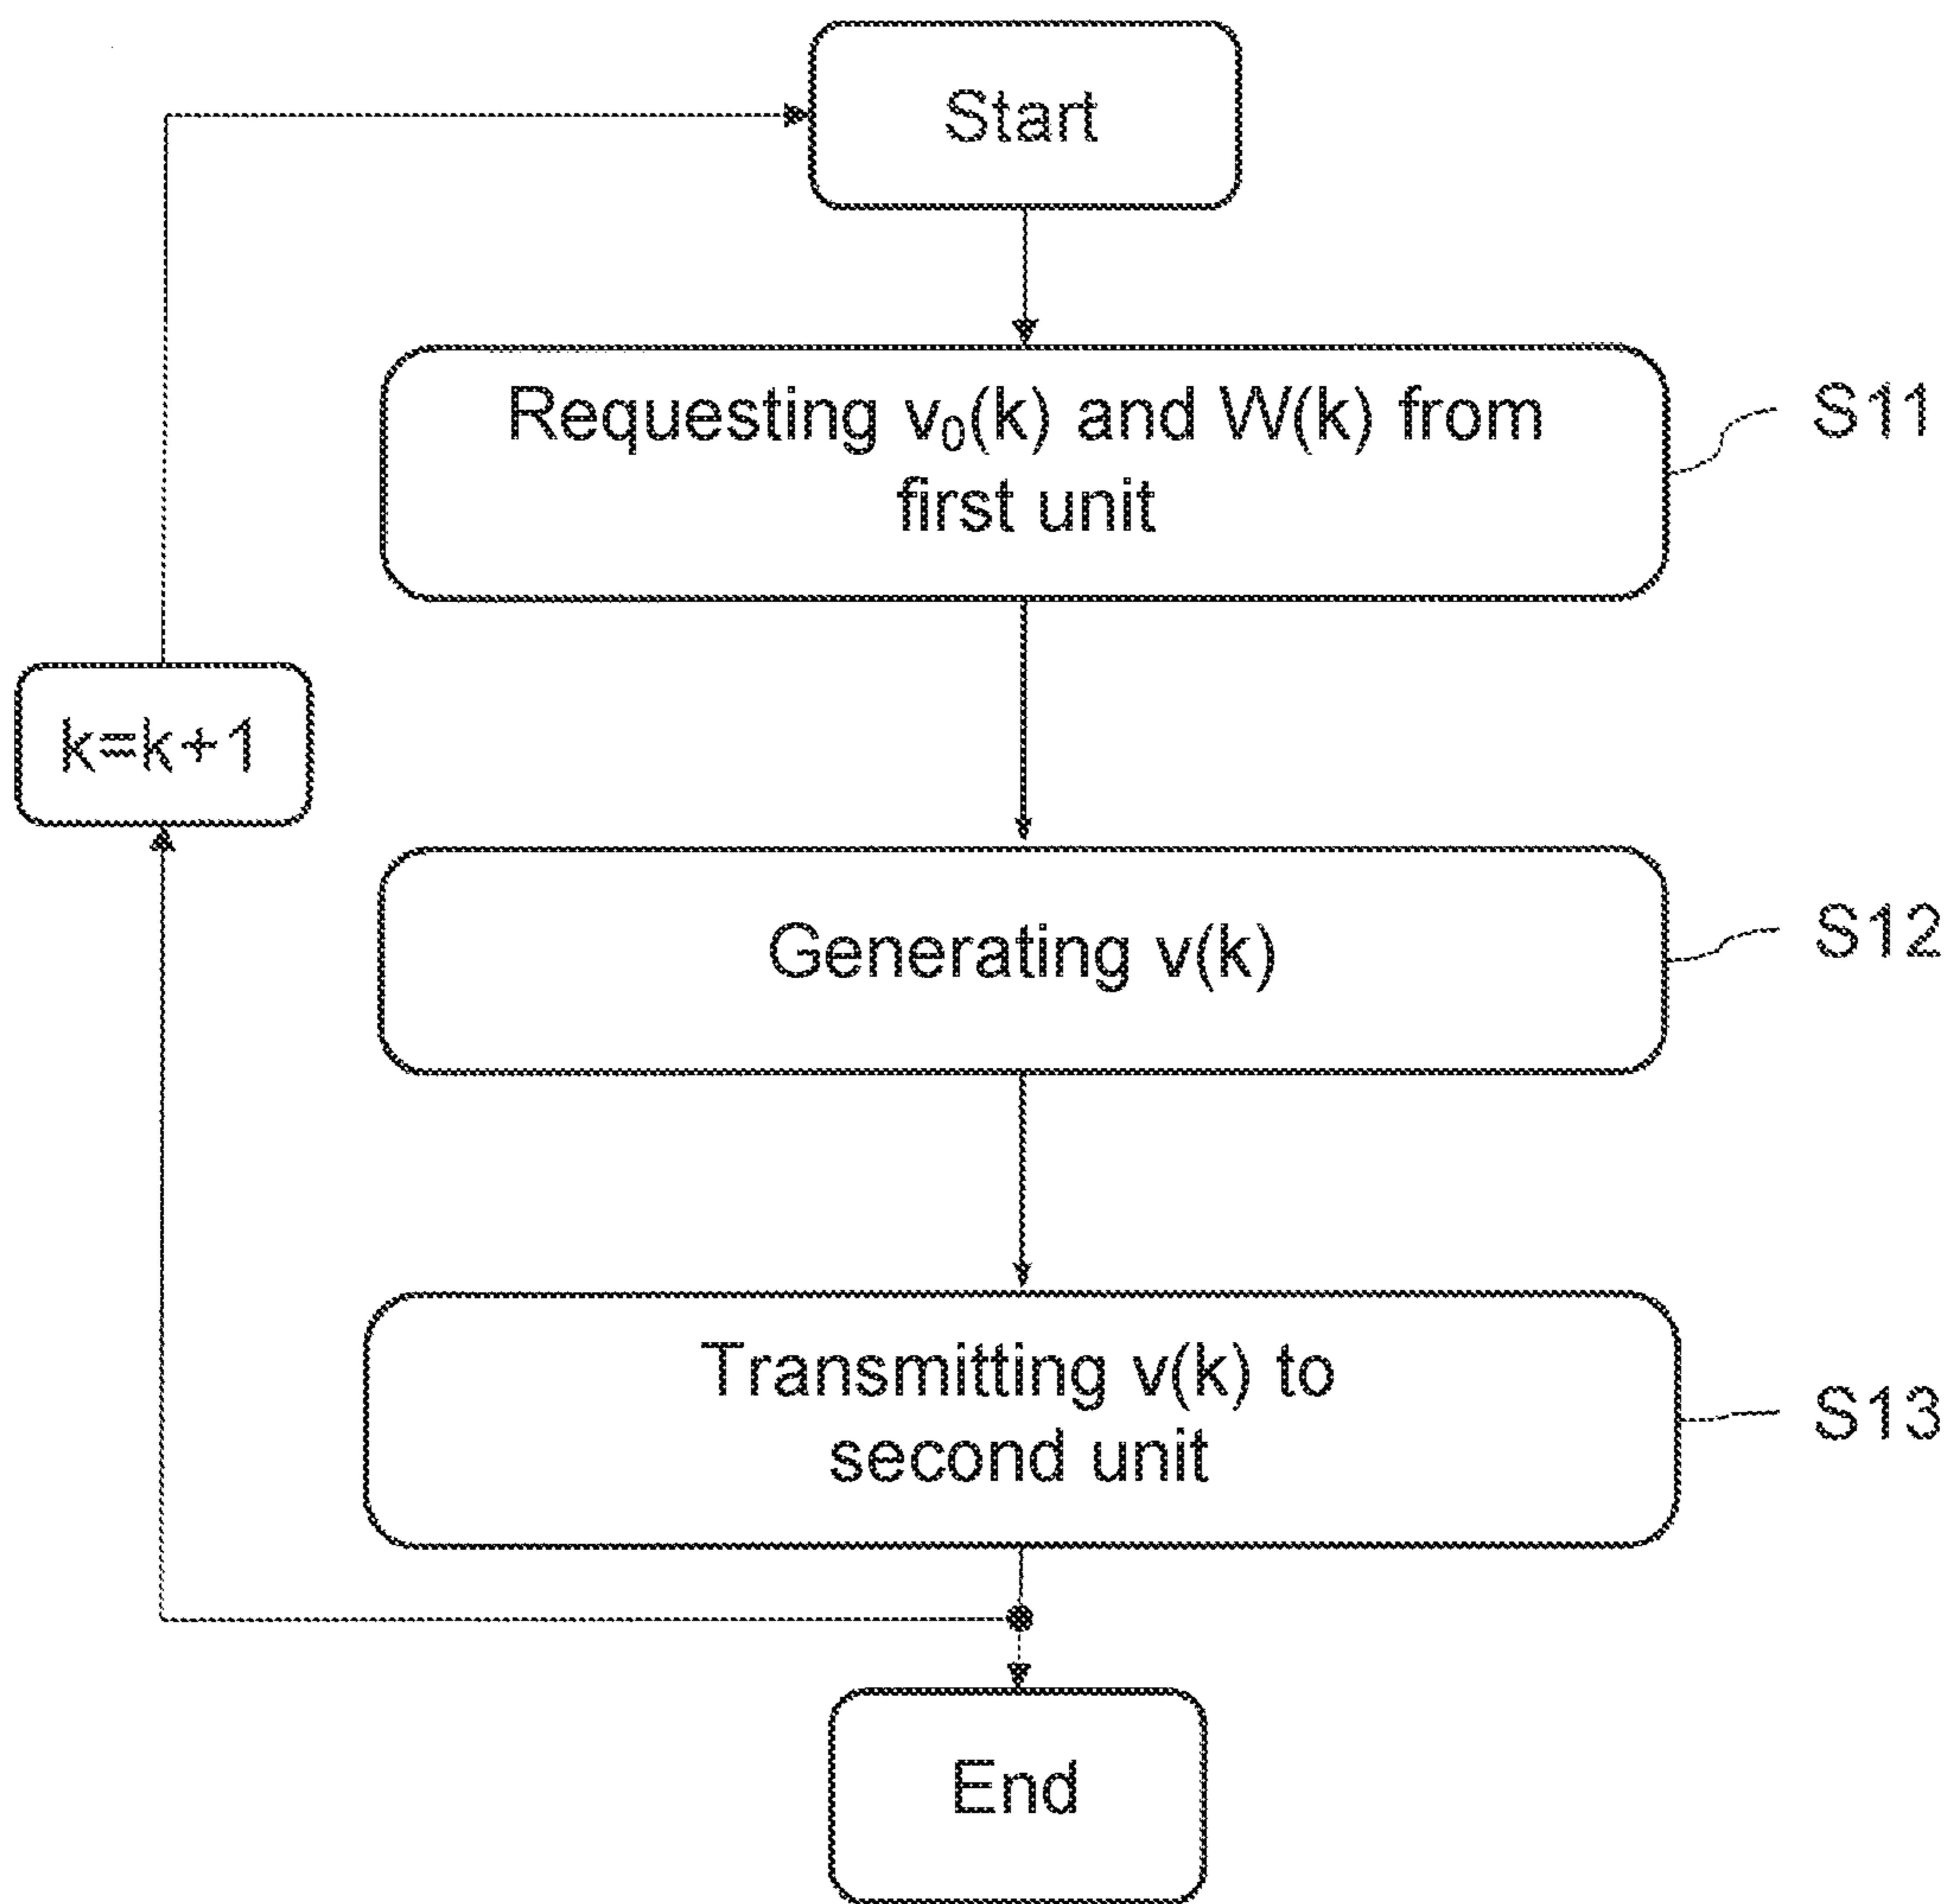 Start
Requesting v₀(k) and W(k) from
first unit
S11
k=k+1
Generating v(k)
S12
Transmitting v(k) to
second unit
S13
End